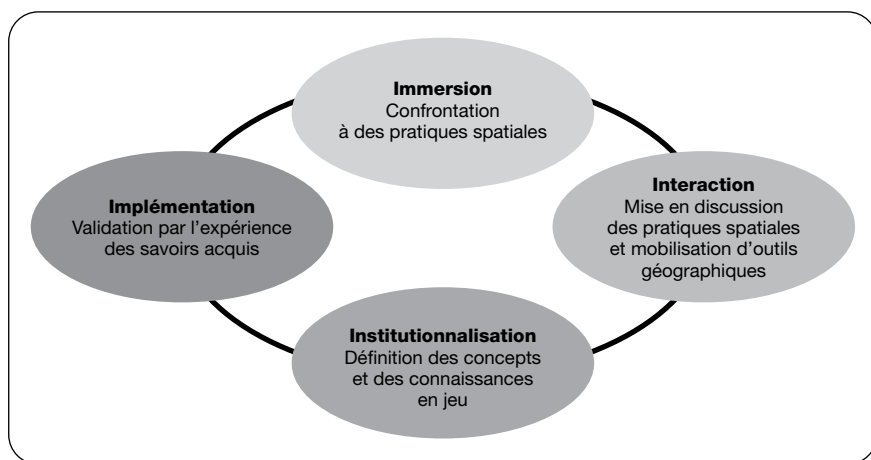 Immersion
Confrontation
à des pratiques spatiales
Interaction
Mise en discussion
des pratiques spatiales
et mobilisation d'outils
géographiques
Institutionnalisation
Définition des concepts
et des connaissances
en jeu
Implémentation
Validation par l'expérience
des savoirs acquis